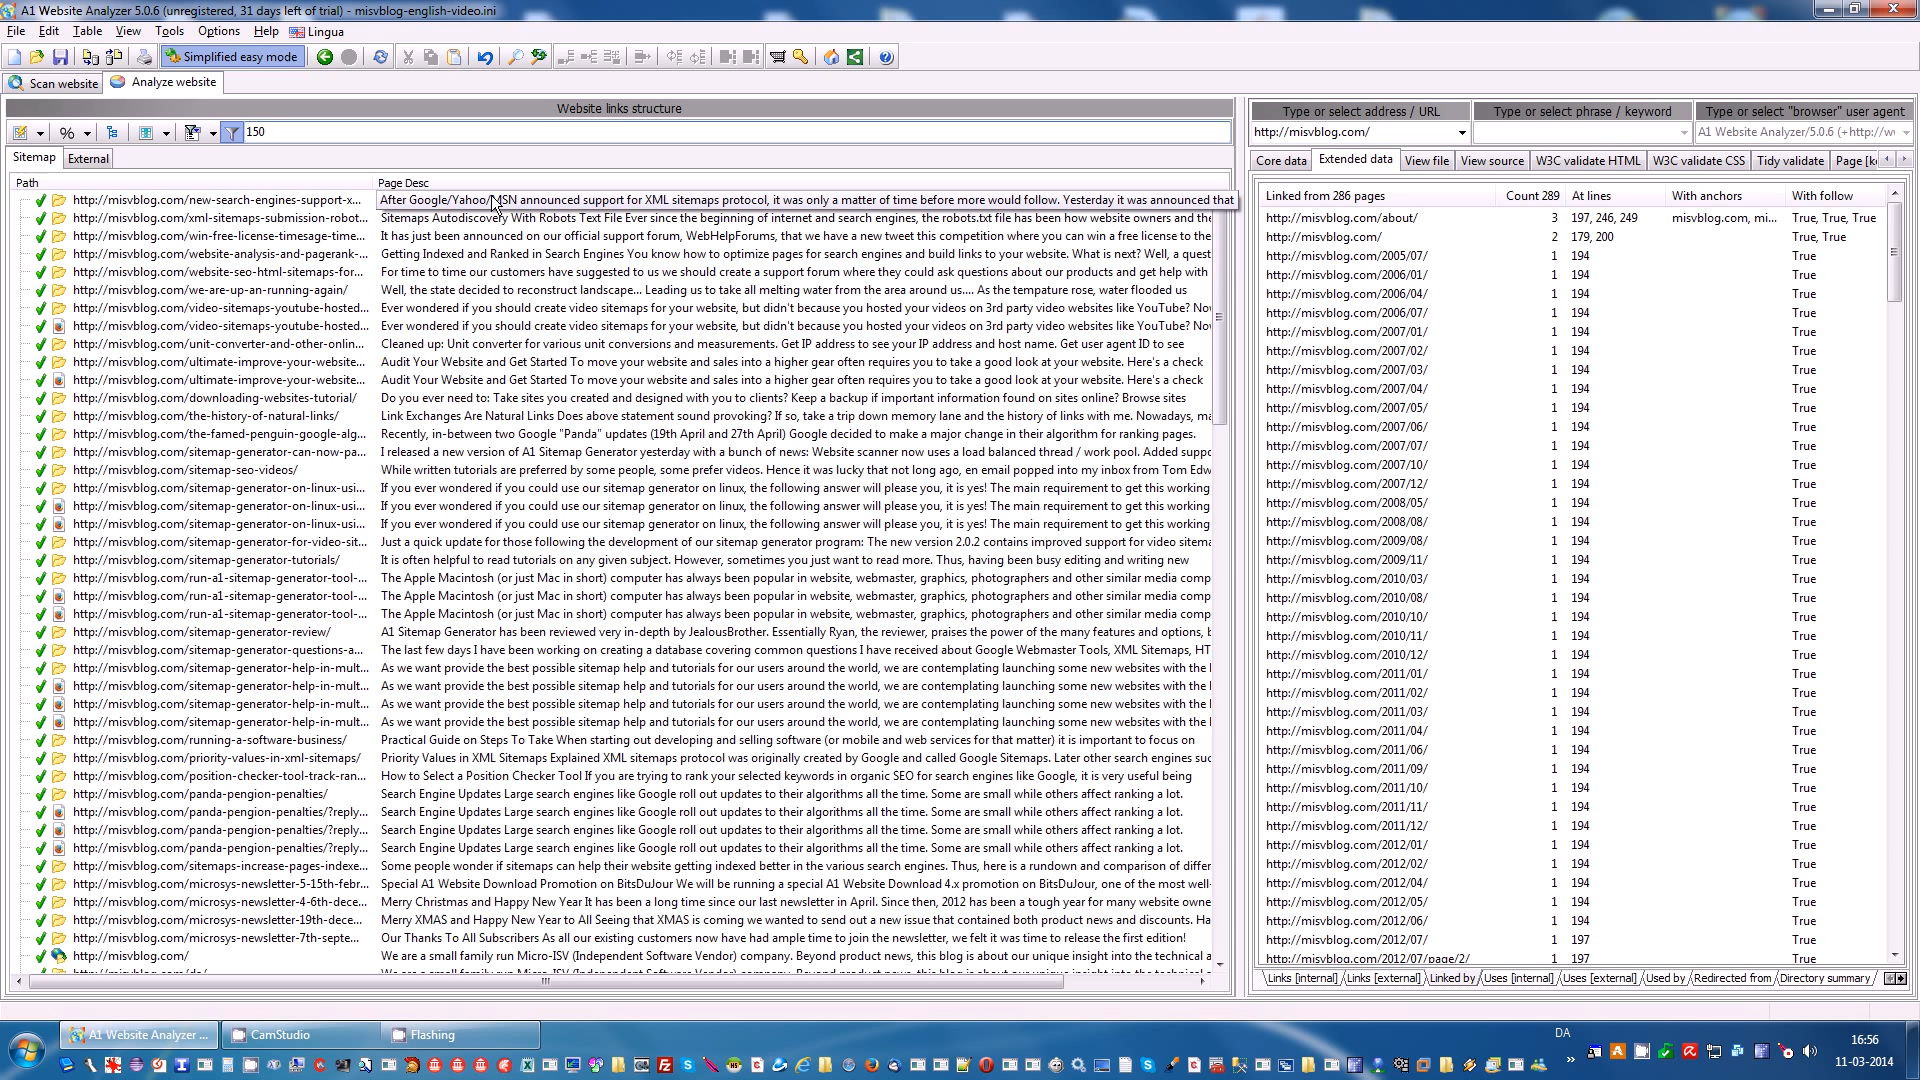 A1 Website Analyzer 5.0.6 (unregistered, 31 days left of trial) - misvblog-english-video.ini
File Edit Table View Tools Options Help Lingua
Simplified easy mode
Scan website Analyze website
Website links structure
150
Sitemap External
Path Page Desc
http://misvblog.com/new-search-engines-support-x... After Google/Yahoo/MSN announced support for XML sitemaps protocol, it was only a matter of time before more would follow. Yesterday it was announced that
http://misvblog.com/xml-sitemaps-submission-robot... Sitemaps Autodiscovery With Robots Text File Ever since the beginning of internet and search engines, the robots.txt file has been how website owners and the
http://misvblog.com/win-free-license-timesage-time... It has just been announced on our official support forum, WebHelpForums, that we have a new tweet this competition where you can win a free license to the
http://misvblog.com/website-analysis-and-pagerank-... Getting Indexed and Ranked in Search Engines You know how to optimize pages for search engines and build links to your website. What is next? Well, a quest
http://misvblog.com/website-seo-html-sitemaps-for... For time to time our customers have suggested to us we should create a support forum where they could ask questions about our products and get help with
http://misvblog.com/we-are-up-an-running-again/ Well, the state decided to reconstruct landscape... Leading us to take all melting water from the area around us.... As the tempature rose, water flooded us
http://misvblog.com/video-sitemaps-youtube-hosted... Ever wondered if you should create video sitemaps for your website, but didn't because you hosted your videos on 3rd party video websites like YouTube? Nov
http://misvblog.com/video-sitemaps-youtube-hosted... Ever wondered if you should create video sitemaps for your website, but didn't because you hosted your videos on 3rd party video websites like YouTube? Nov
http://misvblog.com/unit-converter-and-other-onlin... Cleaned up: Unit converter for various unit conversions and measurements. Get IP address to see your IP address and host name. Get user agent ID to see
http://misvblog.com/ultimate-improve-your-website... Audit Your Website and Get Started To move your website and sales into a higher gear often requires you to take a good look at your website. Here's a check
http://misvblog.com/ultimate-improve-your-website... Audit Your Website and Get Started To move your website and sales into a higher gear often requires you to take a good look at your website. Here's a check
http://misvblog.com/downloading-websites-tutorial/ Do you ever need to: Take sites you created and designed with you to clients? Keep a backup if important information found on sites online? Browse sites
http://misvblog.com/the-history-of-natural-links/ Link Exchanges Are Natural Links Does above statement sound provoking? If so, take a trip down memory lane and the history of links with me. Nowadays, ma
http://misvblog.com/the-famed-penguin-google-alg... Recently, in-between two Google "Panda" updates (19th April and 27th April) Google decided to make a major change in their algorithm for ranking pages.
http://misvblog.com/sitemap-generator-can-now-pa... I released a new version of A1 Sitemap Generator yesterday with a bunch of news: Website scanner now uses a load balanced thread / work pool. Added suppo
http://misvblog.com/sitemap-seo-videos/ While written tutorials are preferred by some people, some prefer videos. Hence it was lucky that not long ago, en email popped into my inbox from Tom Edw
http://misvblog.com/sitemap-generator-on-linux-usi... If you ever wondered if you could use our sitemap generator on linux, the following answer will please you, it is yes! The main requirement to get this working
http://misvblog.com/sitemap-generator-on-linux-usi... If you ever wondered if you could use our sitemap generator on linux, the following answer will please you, it is yes! The main requirement to get this working
http://misvblog.com/sitemap-generator-on-linux-usi... If you ever wondered if you could use our sitemap generator on linux, the following answer will please you, it is yes! The main requirement to get this working
http://misvblog.com/sitemap-generator-for-video-sit... Just a quick update for those following the development of our sitemap generator program: The new version 2.0.2 contains improved support for video sitema
http://misvblog.com/sitemap-generator-tutorials/ It is often helpful to read tutorials on any given subject. However, sometimes you just want to read more. Thus, having been busy editing and writing new
http://misvblog.com/run-a1-sitemap-generator-tool-... The Apple Macintosh (or just Mac in short) computer has always been popular in website, webmaster, graphics, photographers and other similar media comp
http://misvblog.com/run-a1-sitemap-generator-tool-... The Apple Macintosh (or just Mac in short) computer has always been popular in website, webmaster, graphics, photographers and other similar media comp
http://misvblog.com/run-a1-sitemap-generator-tool-... The Apple Macintosh (or just Mac in short) computer has always been popular in website, webmaster, graphics, photographers and other similar media comp
http://misvblog.com/sitemap-generator-review/ A1 Sitemap Generator has been reviewed very in-depth by JealousBrother. Essentially Ryan, the reviewer, praises the power of the many features and options, b
http://misvblog.com/sitemap-generator-questions-a... The last few days I have been working on creating a database covering common questions I have received about Google Webmaster Tools, XML Sitemaps, HT
http://misvblog.com/sitemap-generator-help-in-mult... As we want provide the best possible sitemap help and tutorials for our users around the world, we are contemplating launching some new websites with the l
http://misvblog.com/sitemap-generator-help-in-mult... As we want provide the best possible sitemap help and tutorials for our users around the world, we are contemplating launching some new websites with the l
http://misvblog.com/sitemap-generator-help-in-mult... As we want provide the best possible sitemap help and tutorials for our users around the world, we are contemplating launching some new websites with the l
http://misvblog.com/sitemap-generator-help-in-mult... As we want provide the best possible sitemap help and tutorials for our users around the world, we are contemplating launching some new websites with the l
http://misvblog.com/running-a-software-business/ Practical Guide on Steps To Take When starting out developing and selling software (or mobile and web services for that matter) it is important to focus on
http://misvblog.com/priority-values-in-xml-sitemaps/ Priority Values in XML Sitemaps Explained XML sitemaps protocol was originally created by Google and called Google Sitemaps. Later other search engines suc
http://misvblog.com/position-checker-tool-track-ran... How to Select a Position Checker Tool If you are trying to rank your selected keywords in organic SEO for search engines like Google, it is very useful being
http://misvblog.com/panda-pengion-penalties/ Search Engine Updates Large search engines like Google roll out updates to their algorithms all the time. Some are small while others affect ranking a lot.
http://misvblog.com/panda-pengion-penalties/?reply... Search Engine Updates Large search engines like Google roll out updates to their algorithms all the time. Some are small while others affect ranking a lot.
http://misvblog.com/panda-pengion-penalties/?reply... Search Engine Updates Large search engines like Google roll out updates to their algorithms all the time. Some are small while others affect ranking a lot.
http://misvblog.com/panda-pengion-penalties/?reply... Search Engine Updates Large search engines like Google roll out updates to their algorithms all the time. Some are small while others affect ranking a lot.
http://misvblog.com/sitemaps-increase-pages-indexe... Some people wonder if sitemaps can help their website getting indexed better in the various search engines. Thus, here is a rundown and comparison of differ
http://misvblog.com/microsys-newsletter-5-15th-febr... Special A1 Website Download Promotion on BitsDuJour We will be running a special A1 Website Download 4.x promotion on BitsDuJour, one of the most well-
http://misvblog.com/microsys-newsletter-4-6th-dece... Merry Christmas and Happy New Year It has been a long time since our last newsletter in April. Since then, 2012 has been a tough year for many website owne
http://misvblog.com/microsys-newsletter-19th-dece... Merry XMAS and Happy New Year to All Seeing that XMAS is coming we wanted to send out a new issue that contained both product news and discounts. Ha
http://misvblog.com/microsys-newsletter-7th-septe... Our Thanks To All Subscribers As all our existing customers now have had ample time to join the newsletter, we felt it was time to release the first edition!
http://misvblog.com/ We are a small family run Micro-ISV (Independent Software Vendor) company. Beyond product news, this blog is about our unique insight into the technical a
Type or select address / URL Type or select phrase / keyword Type or select "browser" user agent
http://misvblog.com/ A1 Website Analyzer/5.0.6 (+http://w
Core data Extended data View file View source W3C validate HTML W3C validate CSS Tidy validate Page [k
Linked from 286 pages Count 289 At lines With anchors With follow
http://misvblog.com/about/ 3 197, 246, 249 misvblog.com, mi... True, True, True
http://misvblog.com/ 2 179, 200 True, True
http://misvblog.com/2005/07/ 1 194 True
http://misvblog.com/2006/01/ 1 194 True
http://misvblog.com/2006/04/ 1 194 True
http://misvblog.com/2006/07/ 1 194 True
http://misvblog.com/2007/01/ 1 194 True
http://misvblog.com/2007/02/ 1 194 True
http://misvblog.com/2007/03/ 1 194 True
http://misvblog.com/2007/04/ 1 194 True
http://misvblog.com/2007/05/ 1 194 True
http://misvblog.com/2007/06/ 1 194 True
http://misvblog.com/2007/07/ 1 194 True
http://misvblog.com/2007/10/ 1 194 True
http://misvblog.com/2007/12/ 1 194 True
http://misvblog.com/2008/05/ 1 194 True
http://misvblog.com/2008/08/ 1 194 True
http://misvblog.com/2009/08/ 1 194 True
http://misvblog.com/2009/11/ 1 194 True
http://misvblog.com/2010/03/ 1 194 True
http://misvblog.com/2010/08/ 1 194 True
http://misvblog.com/2010/10/ 1 194 True
http://misvblog.com/2010/11/ 1 194 True
http://misvblog.com/2010/12/ 1 194 True
http://misvblog.com/2011/01/ 1 194 True
http://misvblog.com/2011/02/ 1 194 True
http://misvblog.com/2011/03/ 1 194 True
http://misvblog.com/2011/04/ 1 194 True
http://misvblog.com/2011/06/ 1 194 True
http://misvblog.com/2011/09/ 1 194 True
http://misvblog.com/2011/10/ 1 194 True
http://misvblog.com/2011/11/ 1 194 True
http://misvblog.com/2011/12/ 1 194 True
http://misvblog.com/2012/01/ 1 194 True
http://misvblog.com/2012/02/ 1 194 True
http://misvblog.com/2012/04/ 1 194 True
http://misvblog.com/2012/05/ 1 194 True
http://misvblog.com/2012/06/ 1 194 True
http://misvblog.com/2012/07/ 1 197 True
http://misvblog.com/2012/07/page/2/ 1 197 True
Links [internal] Links [external] Linked by Uses [internal] Uses [external] Used by Redirected from Directory summary
A1 Website Analyzer ... CamStudio Flashing
DA
16:56
11-03-2014